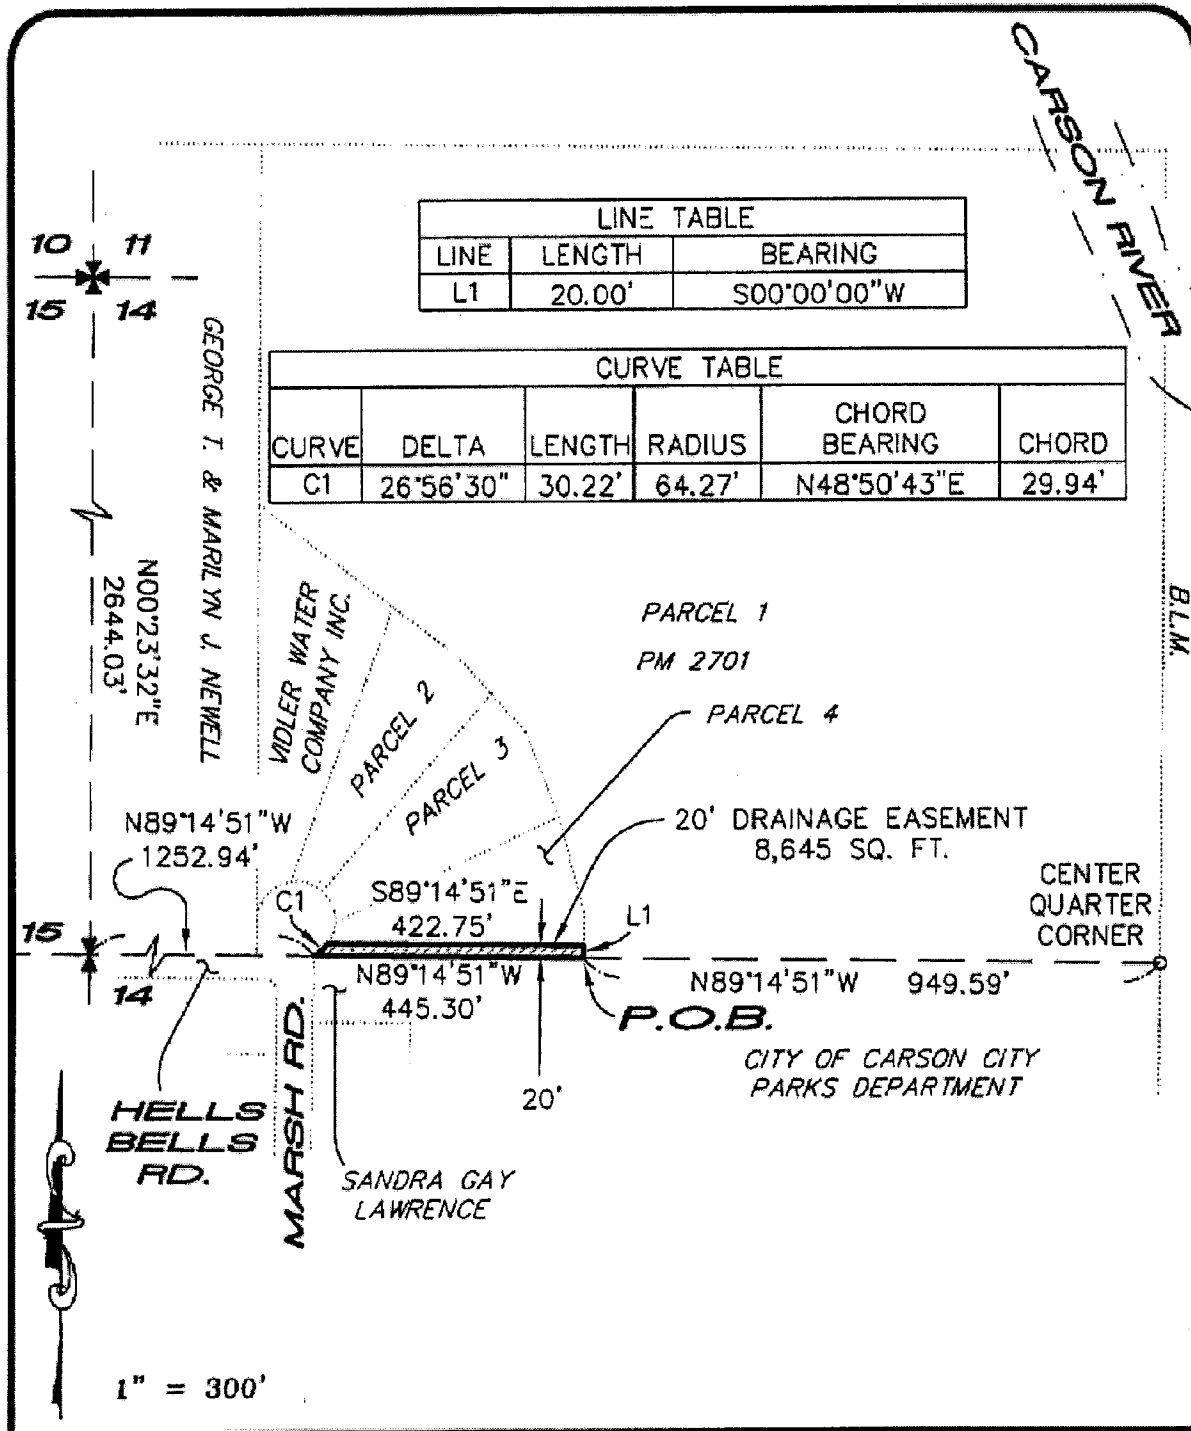 CARSON RIVER
LINE TABLE
LINE LENGTH BEARING
L1 20.00' S00°00'00"W
10 11
15 14
CURVE TABLE
CURVE DELTA LENGTH RADIUS CHORD BEARING CHORD
C1 26°56'30" 30.22' 64.27' N48°50'43"E 29.94'
GEORGE T. & MARILYN J. NEWELL
N00°23'32"E
2644.03'
VIDLER WATER
COMPANY INC.
PARCEL 2
PARCEL 3
PARCEL 1
PM 2701
PARCEL 4
B.L.M.
N89°14'51"W
1252.94'
20' DRAINAGE EASEMENT
8,645 SQ. FT.
CENTER
QUARTER
CORNER
C1
S89°14'51"E
422.75'
L1
15
14
N89°14'51"W
445.30'
N89°14'51"W 949.59'
P.O.B.
CITY OF CARSON CITY
PARKS DEPARTMENT
20'
HELLS
BELLS
RD.
MARSH RD.
SANDRA GAY
LAWRENCE
1" = 300'